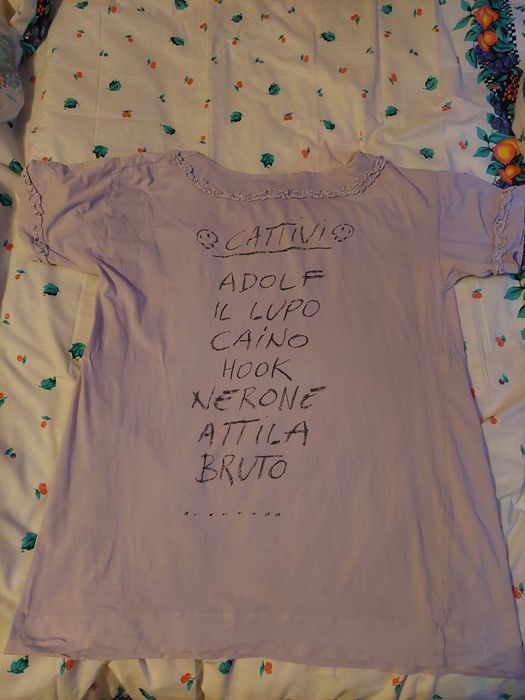 CATTIVI
ADOLF
IL LUPO
CAINO
HOOK
NERONE
ATTILA
BRUTO
.........